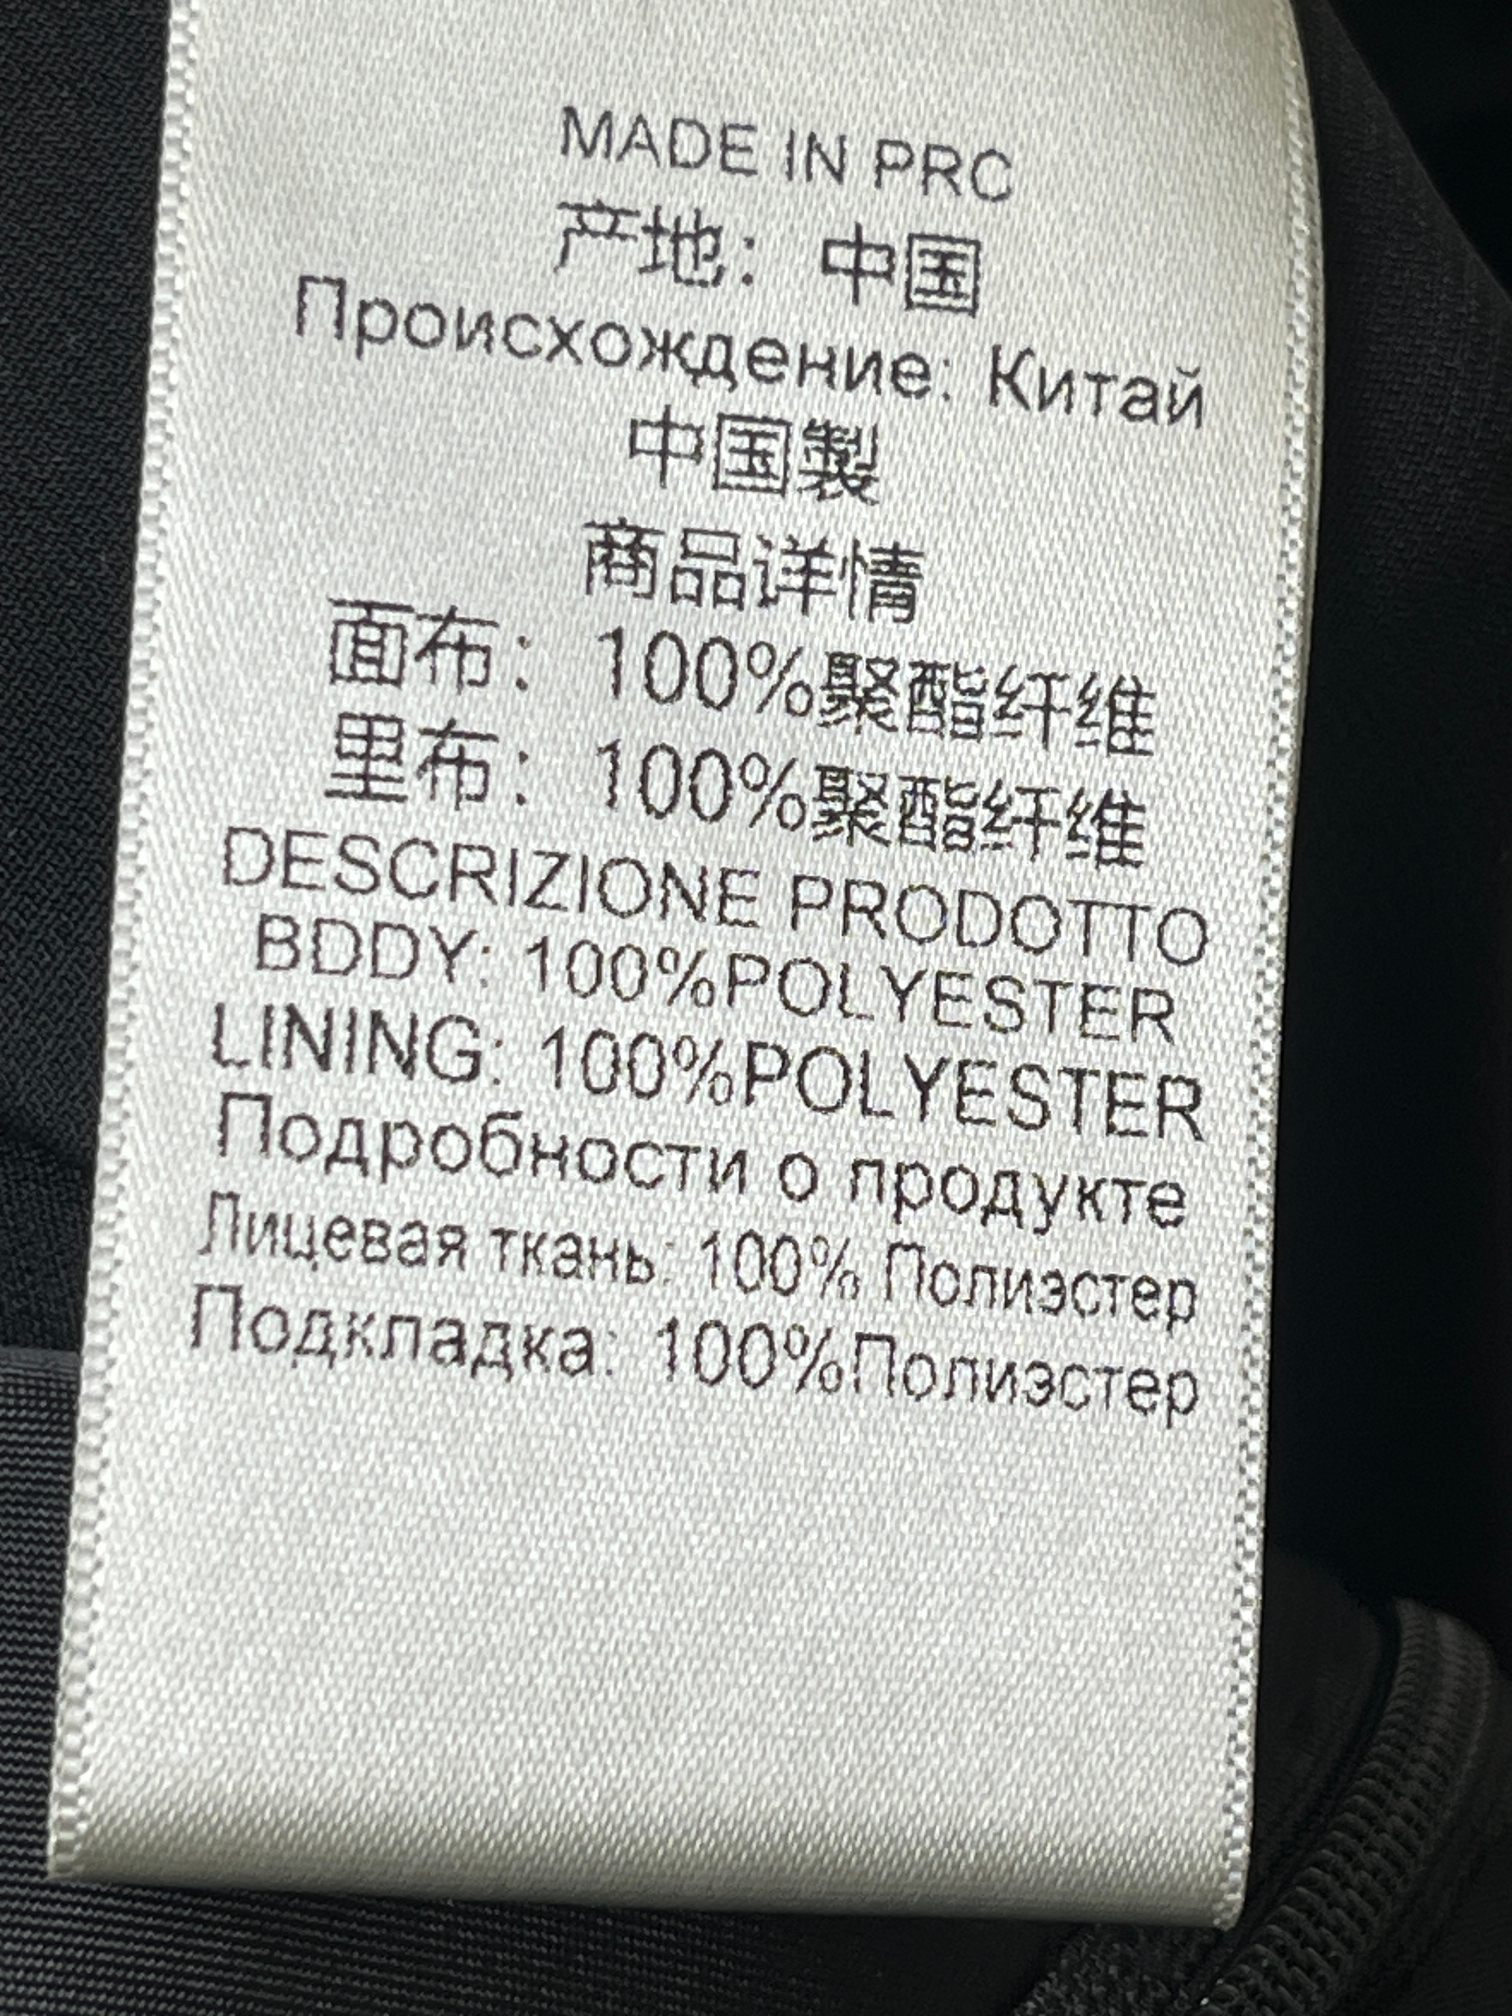 MADE IN PRC
产地：中国
Происхождение: Китай
中国製
商品详情
面布：100%聚酯纤维
里布：100%聚酯纤维
DESCRIZIONE PRODOTTO
BDDY: 100%POLYESTER
LINING: 100%POLYESTER
Подробности о продукте
Лицевая ткань: 100% Полиэстер
Подкладка: 100%Полиэстер